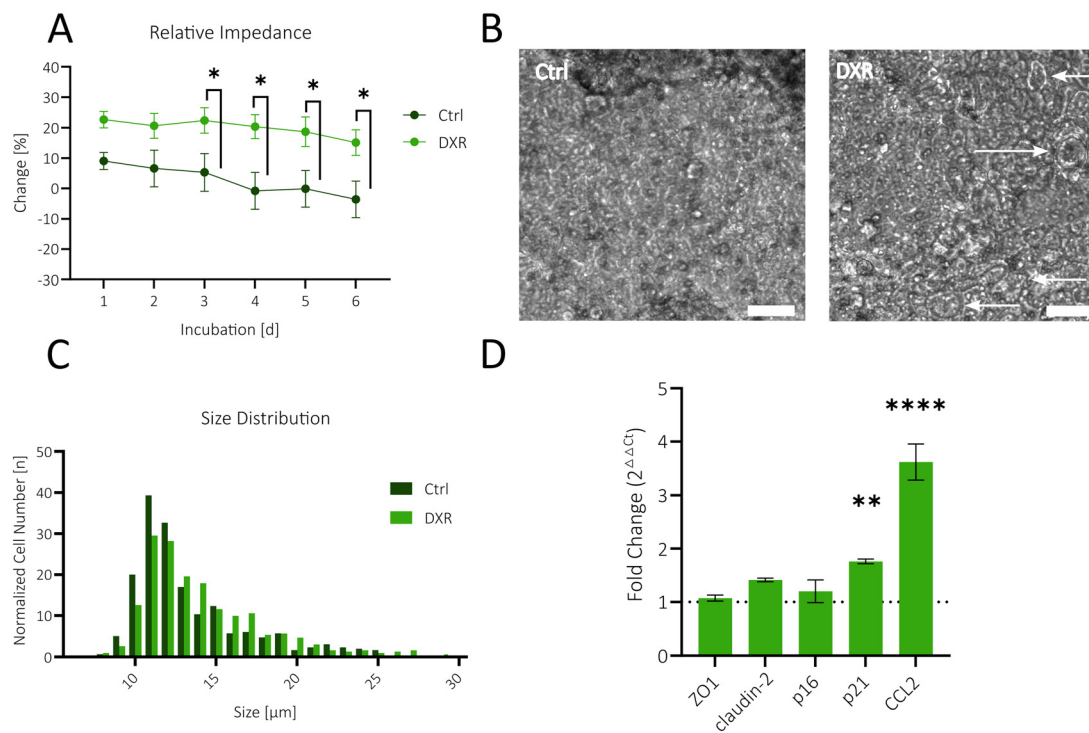 A
Relative Impedance
Change [%]
40
30
20
10
0
-10
-20
-30
*
*
*
*
Ctrl
DXR
1 2 3 4 5 6
Incubation [d]
B
Ctrl
DXR
C
Size Distribution
Normalized Cell Number [n]
50
40
30
20
10
0
Ctrl
DXR
10 15 20 25 30
Size [µm]
D
Fold Change (2^ΔΔCt)
5
4
3
2
1
0
**
****
ZO1
claudin-2
p16
p21
CCL2